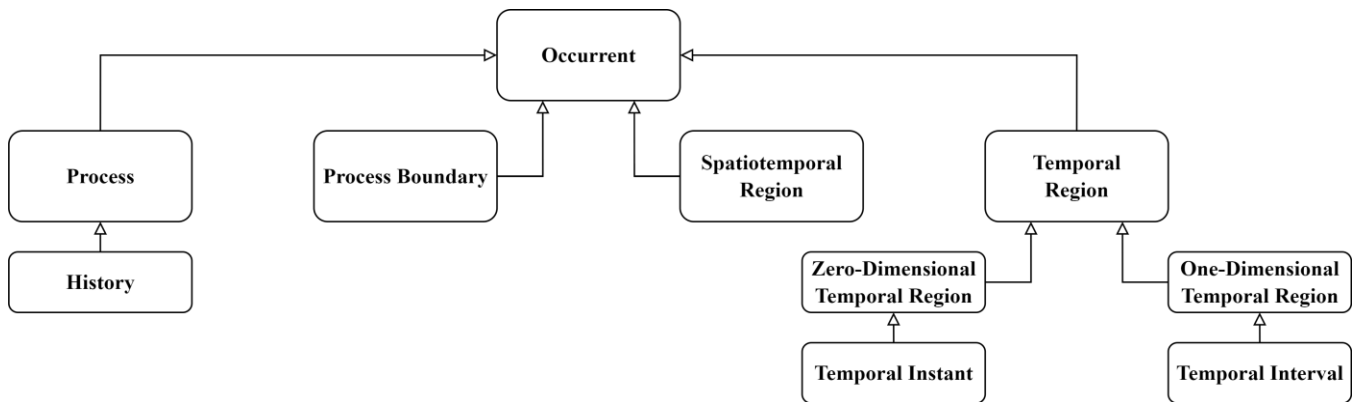 Occurrent
Process
Process Boundary
Spatiotemporal
Region
Temporal
Region
History
Zero-Dimensional
Temporal Region
One-Dimensional
Temporal Region
Temporal Instant
Temporal Interval